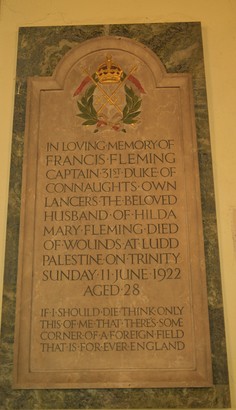 IN LOVING MEMORY OF
FRANCIS FLEMING
CAPTAIN 31ST DUKE OF
CONNAUGHTS OWN
LANCERS THE BELOVED
HUSBAND OF HILDA
MARY FLEMING DIED
OF WOUNDS AT LUDD
PALESTINE ON TRINITY
SUNDAY 11 JUNE 1922
AGED 28
IF I SHOULD DIE THINK ONLY
THIS OF ME THAT THERE'S SOME
CORNER OF A FOREIGN FIELD
THAT IS FOR EVER ENGLAND